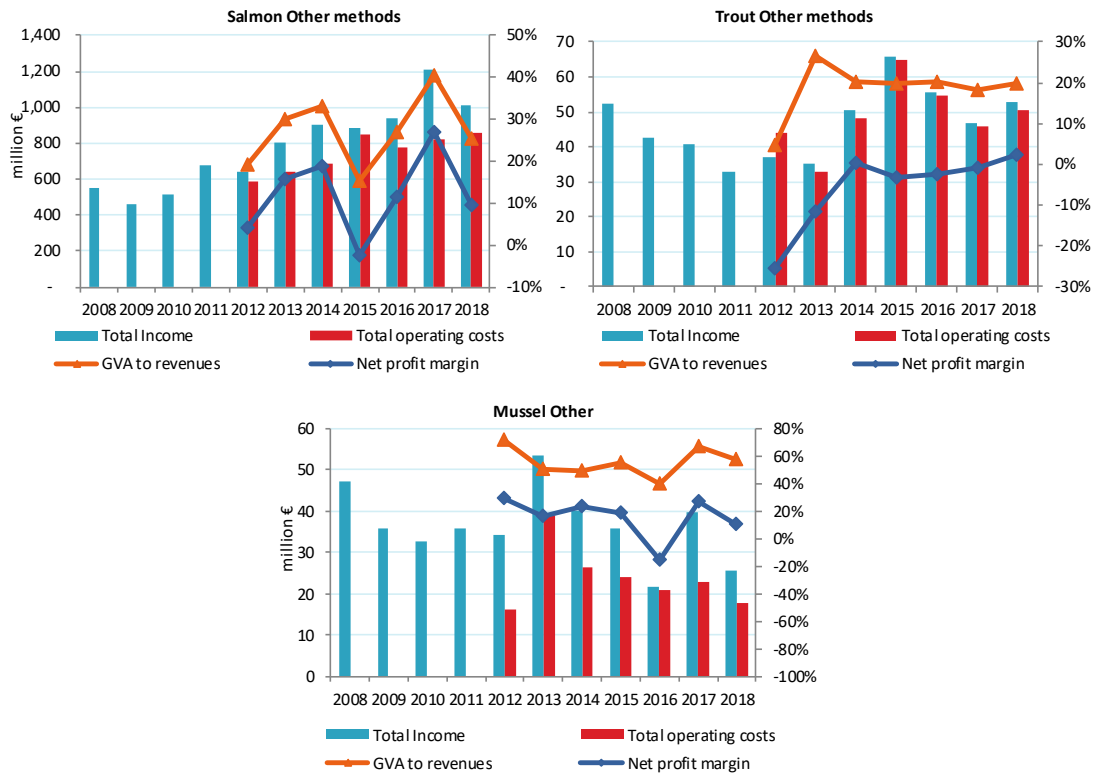 Salmon Other methods
1,400
1,200
1,000
800
600
400
200
-
million €
50%
40%
30%
20%
10%
0%
-10%
2008 2009 2010 2011 2012 2013 2014 2015 2016 2017 2018
Total Income
Total operating costs
GVA to revenues
Net profit margin
Trout Other methods
70
60
50
40
30
20
10
-
30%
20%
10%
0%
-10%
-20%
-30%
2008 2009 2010 2011 2012 2013 2014 2015 2016 2017 2018
Total Income
Total operating costs
GVA to revenues
Net profit margin
Mussel Other
60
50
40
30
20
10
0
million €
80%
60%
40%
20%
0%
-20%
-40%
-60%
-80%
-100%
2008 2009 2010 2011 2012 2013 2014 2015 2016 2017 2018
Total Income
Total operating costs
GVA to revenues
Net profit margin